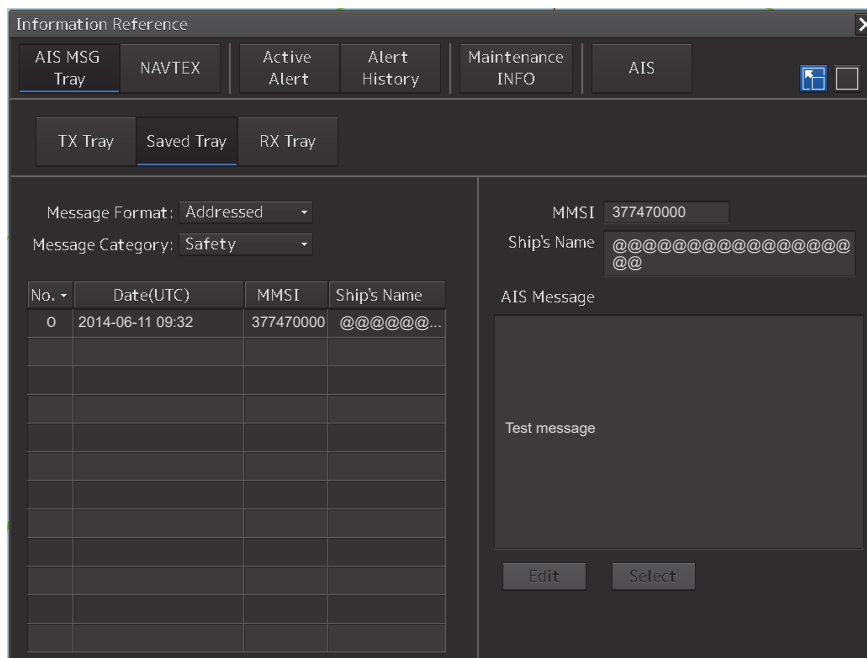 Information Reference
AIS MSG Tray
NAVTEX
Active Alert
Alert History
Maintenance INFO
AIS
TX Tray
Saved Tray
RX Tray
Message Format: Addressed
Message Category: Safety
No. Date(UTC) MMSI Ship's Name
0 2014-06-11 09:32 377470000 @@@@@@...
MMSI 377470000
Ship's Name @@@@@@@@@@@@@@@@
@@
AIS Message
Test message
Edit
Select